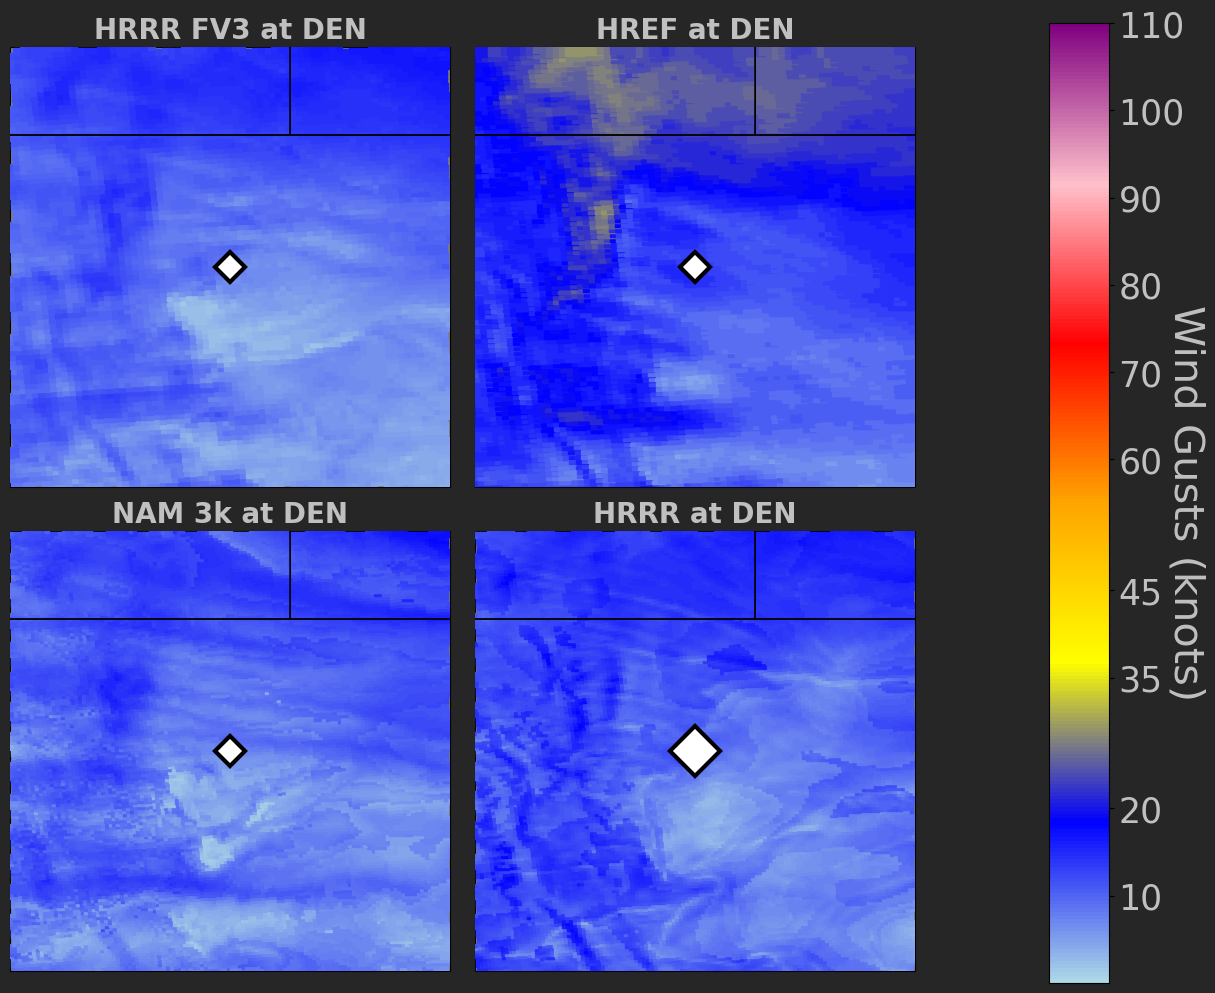 HRRR FV3 at DEN
HREF at DEN
NAM 3k at DEN
HRRR at DEN
110
100
90
80
70
60
45
35
20
10
Wind Gusts (knots)